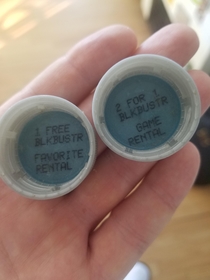 1 FREE
BLKBUSTR
FAVORITE
RENTAL
2 FOR 1
BLKBUSTR
GAME
RENTAL